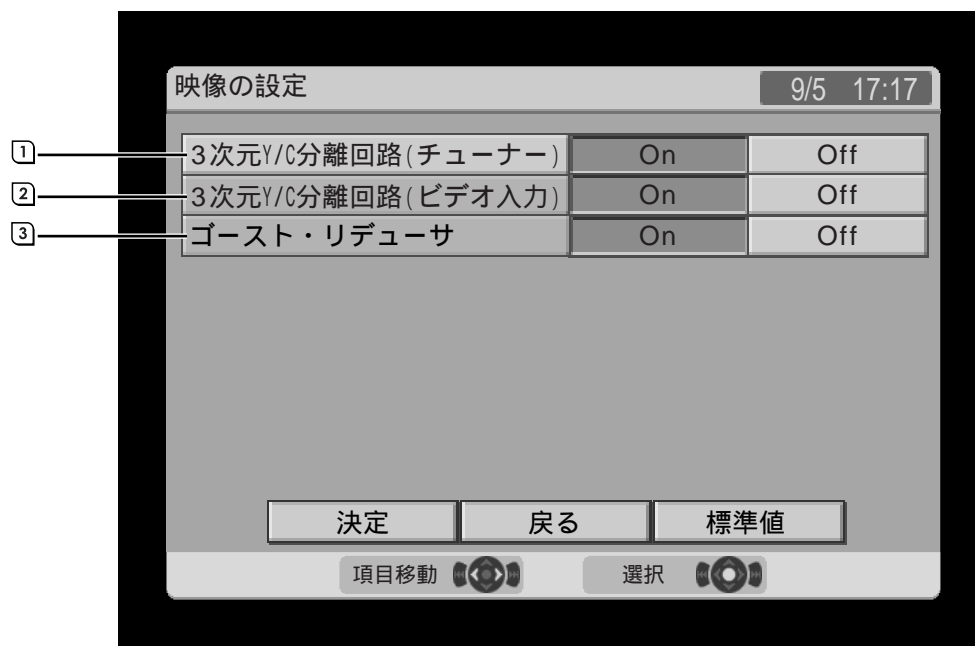 映像の設定 9/5 17:17
1 3次元Y/C分離回路(チューナー) On Off
2 3次元Y/C分離回路(ビデオ入力) On Off
3 ゴースト・リデューサ On Off
決定 戻る 標準値
項目移動 選択